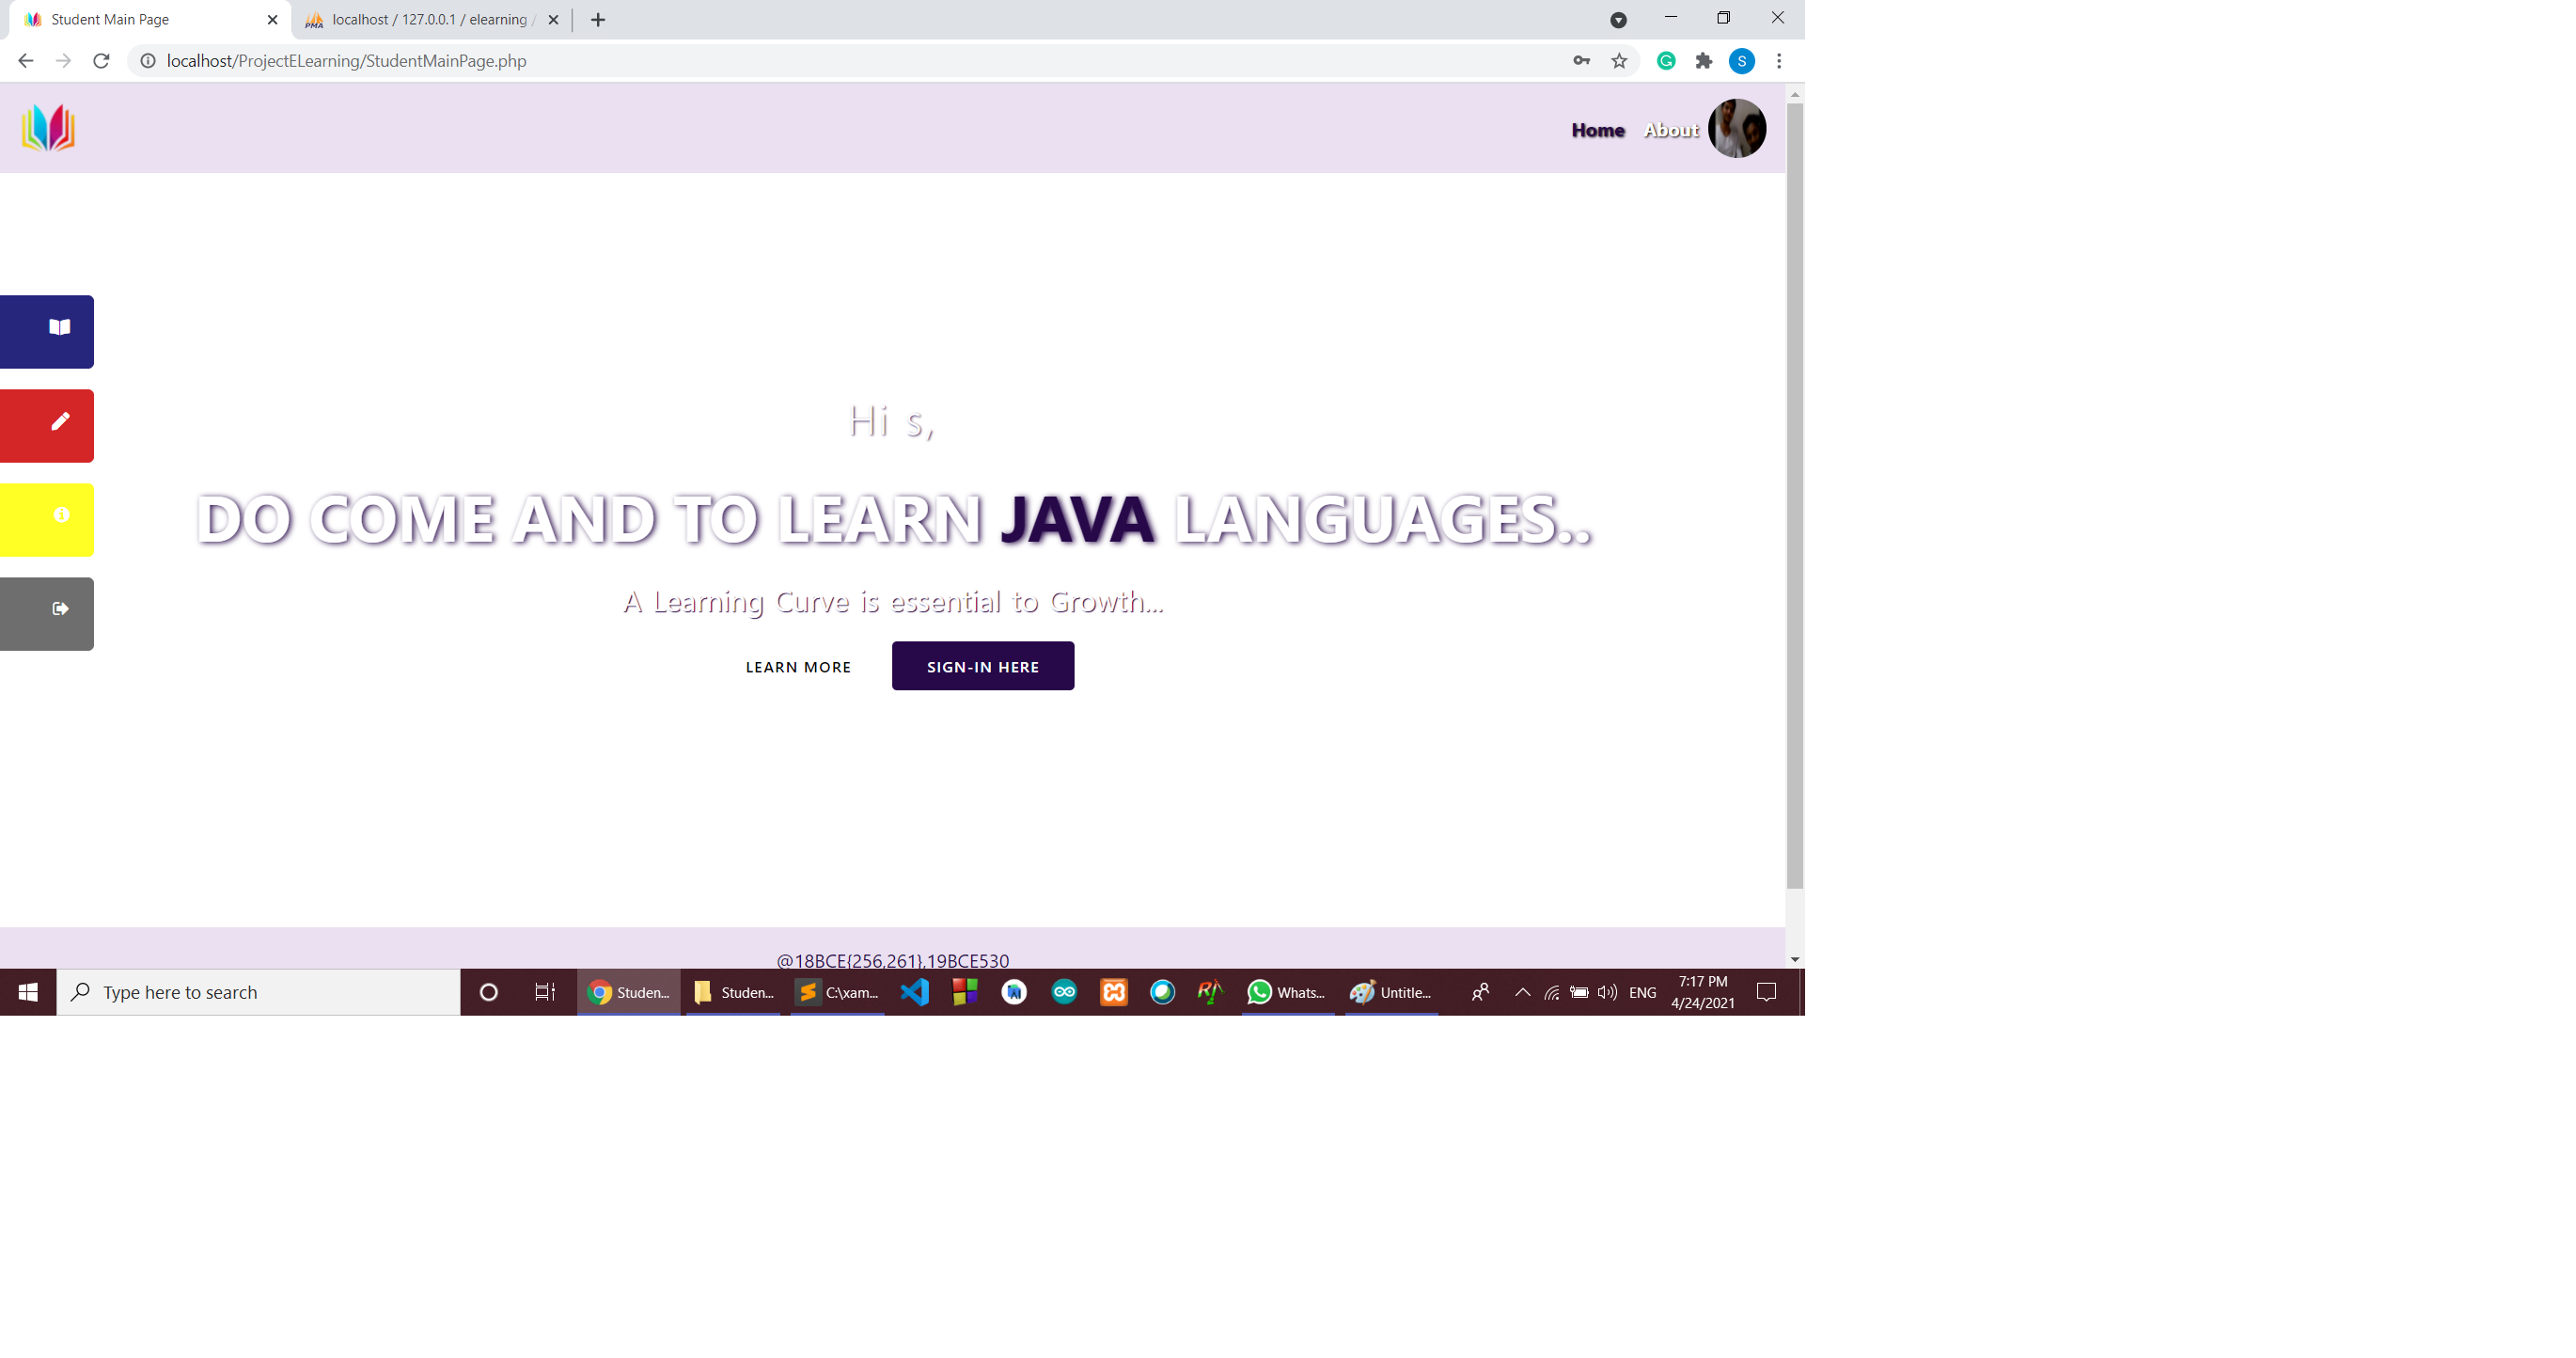 Student Main Page
PMA localhost / 127.0.0.1 / elearning /
localhost/ProjectELearning/StudentMainPage.php
S
Home About
Hi s,
DO COME AND TO LEARN JAVA LANGUAGES..
A Learning Curve is essential to Growth...
LEARN MORE SIGN-IN HERE
@18BCE{256,261},19BCE530
Type here to search
Studen... Studen... C:\xam... Whats... Untitle... ENG
7:17 PM
4/24/2021